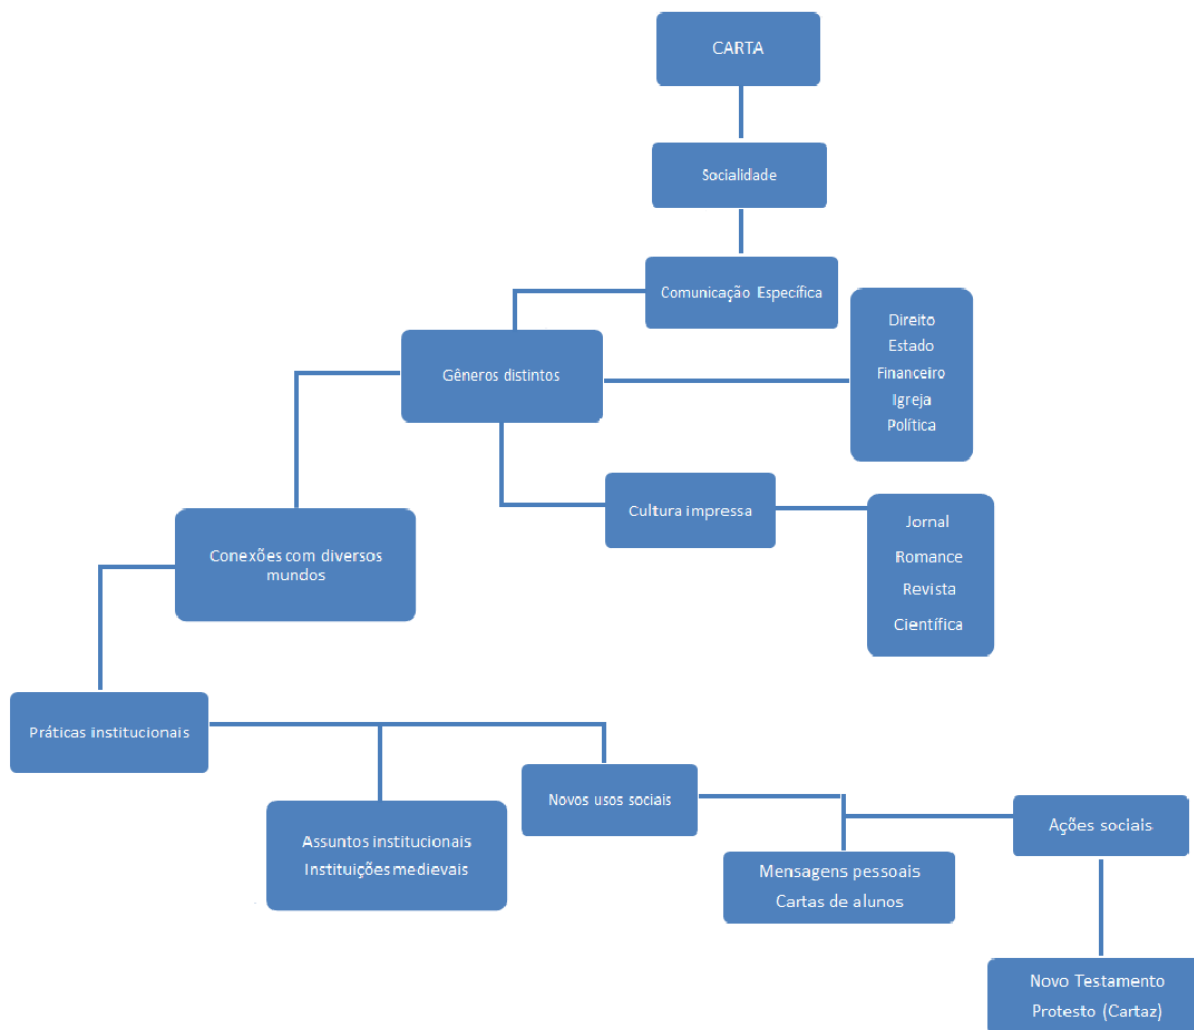 CARTA
Socialidade
Comunicação Específica
Gêneros distintos
Direito
Estado
Financeiro
Igreja
Política
Cultura impressa
Jornal
Romance
Revista
Científica
Conexões com diversos
mundos
Práticas institucionais
Assuntos institucionais
Instituições medievais
Novos usos sociais
Mensagens pessoais
Cartas de alunos
Ações sociais
Novo Testamento
Protesto (Cartaz)